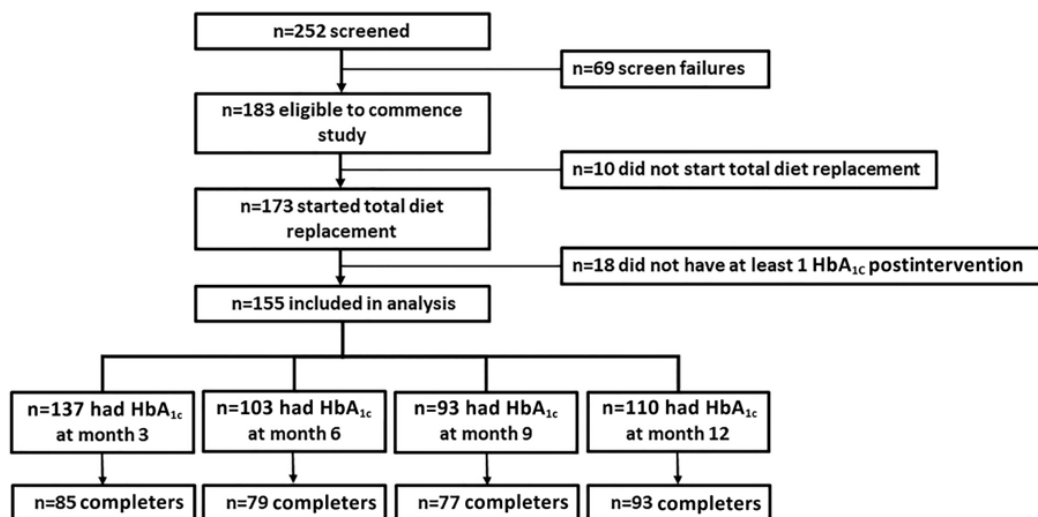 n=252 screened
n=69 screen failures
n=183 eligible to commence
study
n=10 did not start total diet replacement
n=173 started total diet
replacement
n=18 did not have at least 1 HbA1C postintervention
n=155 included in analysis
n=137 had HbA1c
at month 3
n=103 had HbA1c
at month 6
n=93 had HbA1c
at month 9
n=110 had HbA1c
at month 12
n=85 completers
n=79 completers
n=77 completers
n=93 completers